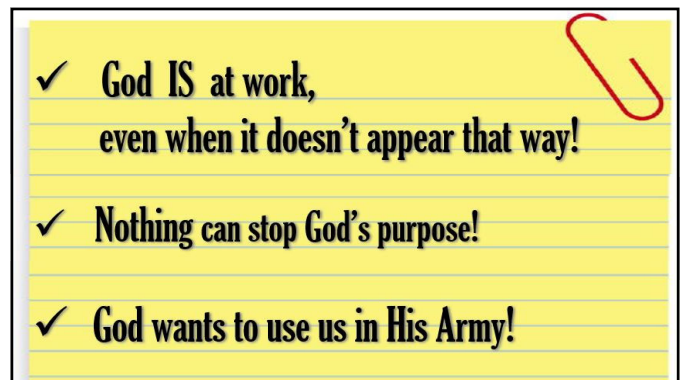 ✓ God IS at work,
even when it doesn't appear that way!
✓ Nothing can stop God's purpose!
✓ God wants to use us in His Army!